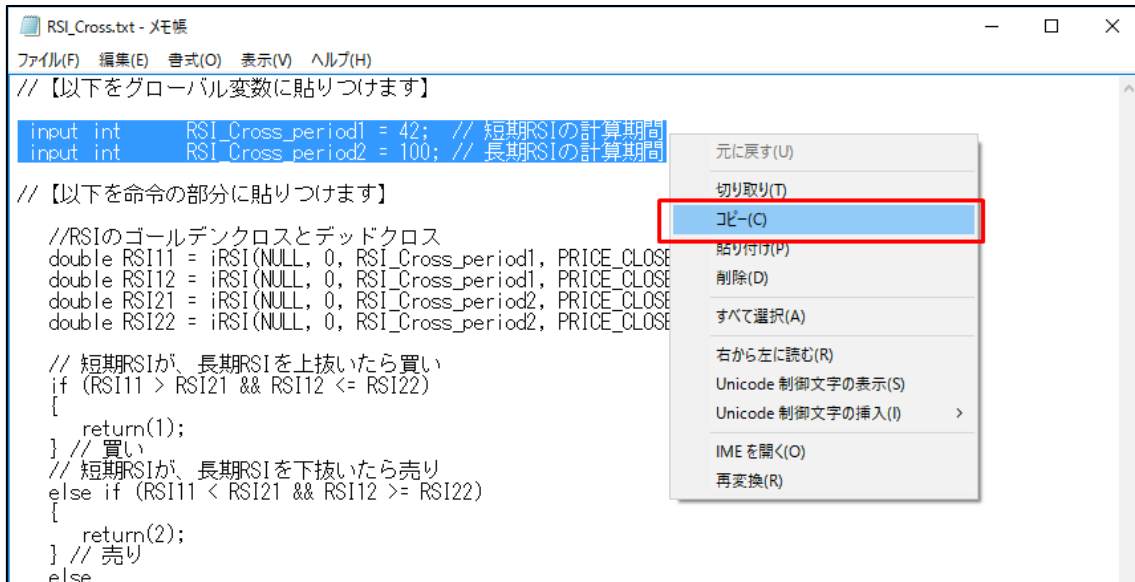 RSI_Cross.txt - メモ帳
ファイル(F) 編集(E) 書式(O) 表示(V) ヘルプ(H)
//【以下をグローバル変数に貼りつけます】
input int RSI_Cross_period1 = 42; // 短期RSIの計算期間
input int RSI_Cross_period2 = 100; // 長期RSIの計算期間
//【以下を命令の部分に貼りつけます】
//RSIのゴールデンクロスとデッドクロス
double RSI11 = iRSI(NULL, 0, RSI_Cross_period1, PRICE_CLOSE
double RSI12 = iRSI(NULL, 0, RSI_Cross_period1, PRICE_CLOSE
double RSI21 = iRSI(NULL, 0, RSI_Cross_period2, PRICE_CLOSE
double RSI22 = iRSI(NULL, 0, RSI_Cross_period2, PRICE_CLOSE
// 短期RSIが、長期RSIを上抜いたら買い
if (RSI11 > RSI21 && RSI12 <= RSI22)
{
return(1);
} // 買い
// 短期RSIが、長期RSIを下抜いたら売り
else if (RSI11 < RSI21 && RSI12 >= RSI22)
{
return(2);
} // 売り
else
元に戻す(U)
切り取り(T)
コピー(C)
貼り付け(P)
削除(D)
すべて選択(A)
右から左に読む(R)
Unicode 制御文字の表示(S)
Unicode 制御文字の挿入(I)
IME を開く(O)
再変換(R)